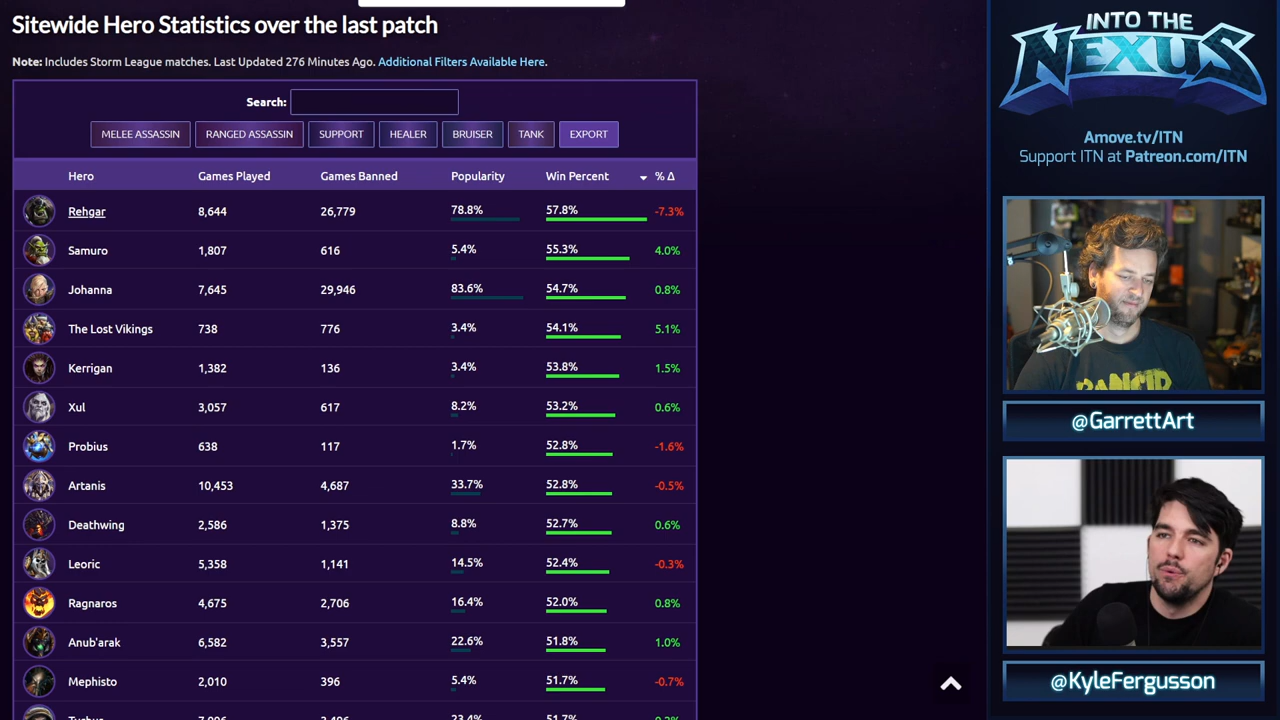 Sitewide Hero Statistics over the last patch
Note: Includes Storm League matches. Last Updated 276 Minutes Ago. Additional Filters Available Here.
Search:
MELEE ASSASSIN RANGED ASSASSIN SUPPORT HEALER BRUISER TANK EXPORT
Hero Games Played Games Banned Popularity Win Percent % Δ
Rehgar 8,644 26,779 78.8% 57.8% -7.3%
Samuro 1,807 616 5.4% 55.3% 4.0%
Johanna 7,645 29,946 83.6% 54.7% 0.8%
The Lost Vikings 738 776 3.4% 54.1% 5.1%
Kerrigan 1,382 136 3.4% 53.8% 1.5%
Xul 3,057 617 8.2% 53.2% 0.6%
Probius 638 117 1.7% 52.8% -1.6%
Artanis 10,453 4,687 33.7% 52.8% -0.5%
Deathwing 2,586 1,375 8.8% 52.7% 0.6%
Leoric 5,358 1,141 14.5% 52.4% -0.3%
Ragnaros 4,675 2,706 16.4% 52.0% 0.8%
Anub'arak 6,582 3,557 22.6% 51.8% 1.0%
Mephisto 2,010 396 5.4% 51.7% -0.7%
23.4% 51.7%
INTO THE
NEXUS
Amove.tv/ITN
Support ITN at Patreon.com/ITN
RANCID
@GarrettArt
@KyleFergusson